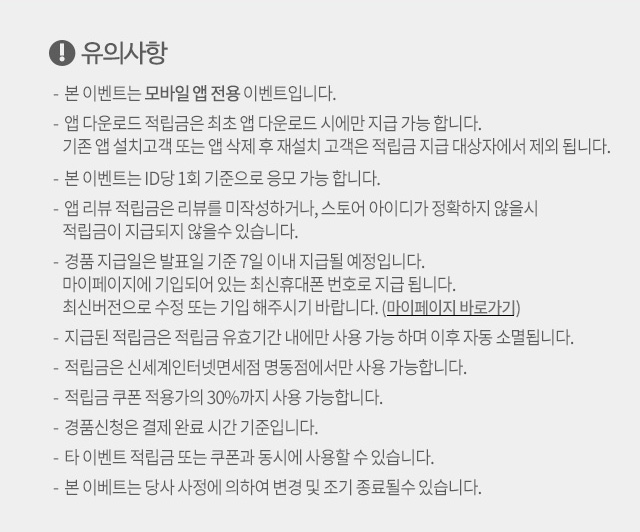 유의사항
- 본 이벤트는 모바일 앱 전용 이벤트입니다.
- 앱 다운로드 적립금은 최초 앱 다운로드 시에만 지급 가능 합니다.
기존 앱 설치고객 또는 앱 삭제 후 재설치 고객은 적립금 지급 대상자에서 제외 됩니다.
- 본 이벤트는 ID당 1회 기준으로 응모 가능 합니다.
- 앱 리뷰 적립금은 리뷰를 미작성하거나, 스토어 아이디가 정확하지 않을시
적립금이 지급되지 않을수 있습니다.
- 경품 지급일은 발표일 기준 7일 이내 지급될 예정입니다.
마이페이지에 기입되어 있는 최신휴대폰 번호로 지급 됩니다.
최신버전으로 수정 또는 기입 해주시기 바랍니다. (마이페이지 바로가기)
- 지급된 적립금은 적립금 유효기간 내에만 사용 가능 하며 이후 자동 소멸됩니다.
- 적립금은 신세계인터넷면세점 명동점에서만 사용 가능합니다.
- 적립금 쿠폰 적용가의 30%까지 사용 가능합니다.
- 경품신청은 결제 완료 시간 기준입니다.
- 타 이벤트 적립금 또는 쿠폰과 동시에 사용할 수 있습니다.
- 본 이베트는 당사 사정에 의하여 변경 및 조기 종료될수 있습니다.